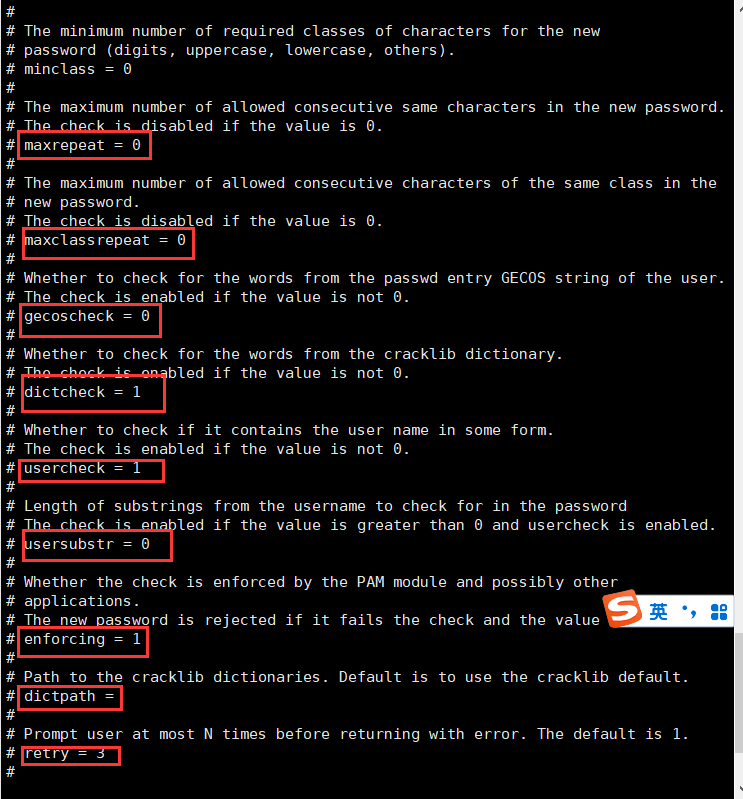 #
# The minimum number of required classes of characters for the new
# password (digits, uppercase, lowercase, others).
# minclass = 0
#
# The maximum number of allowed consecutive same characters in the new password.
# The check is disabled if the value is 0.
# maxrepeat = 0
#
# The maximum number of allowed consecutive characters of the same class in the
# new password.
# The check is disabled if the value is 0.
# maxclassrepeat = 0
#
# Whether to check for the words from the passwd entry GECOS string of the user.
# The check is enabled if the value is not 0.
# gecoscheck = 0
#
# Whether to check for the words from the cracklib dictionary.
# The check is enabled if the value is not 0.
# dictcheck = 1
#
# Whether to check if it contains the user name in some form.
# The check is enabled if the value is not 0.
# usercheck = 1
#
# Length of substrings from the username to check for in the password
# The check is enabled if the value is greater than 0 and usercheck is enabled.
# usersubstr = 0
#
# Whether the check is enforced by the PAM module and possibly other
# applications.
# The new password is rejected if it fails the check and the value
英
# enforcing = 1
#
# Path to the cracklib dictionaries. Default is to use the cracklib default.
# dictpath =
#
# Prompt user at most N times before returning with error. The default is 1.
# retry = 3
#